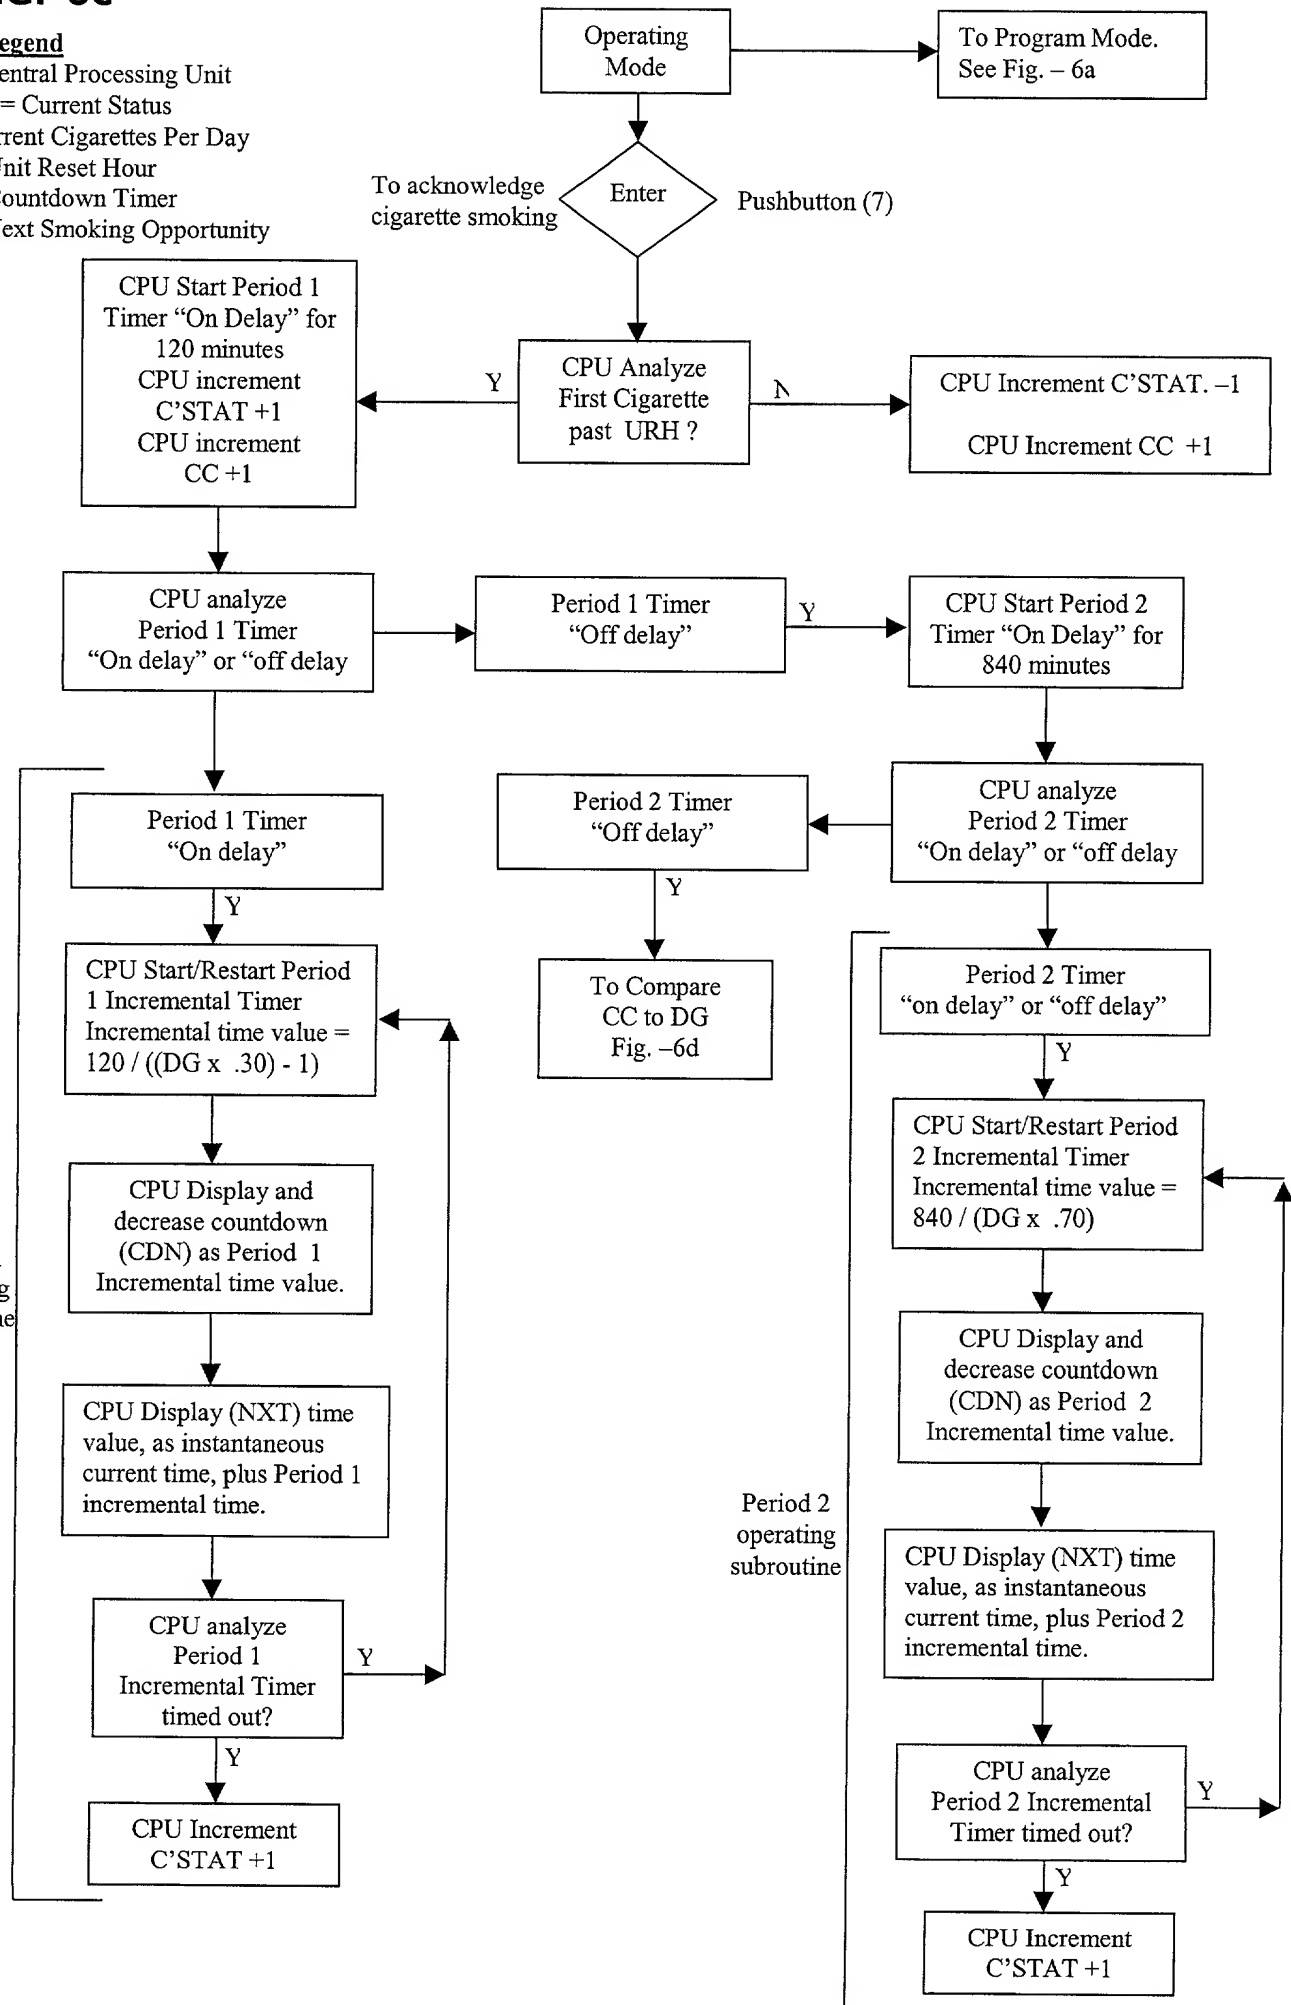 6c
Legend
Central Processing Unit
= Current Status
Current Cigarettes Per Day
Unit Reset Hour
Countdown Timer
Next Smoking Opportunity
Operating
Mode
To Program Mode.
See Fig. – 6a
To acknowledge
cigarette smoking
Enter
Pushbutton (7)
CPU Start Period 1
Timer “On Delay” for
120 minutes
CPU increment
C’STAT +1
CPU increment
CC +1
Y
CPU Analyze
First Cigarette
past URH ?
N
CPU Increment C’STAT. –1
CPU Increment CC +1
CPU analyze
Period 1 Timer
“On delay” or “off delay
Period 1 Timer
“Off delay”
Y
CPU Start Period 2
Timer “On Delay” for
840 minutes
Period 1 Timer
“On delay”
Y
Period 2 Timer
“Off delay”
Y
CPU analyze
Period 2 Timer
“On delay” or “off delay
CPU Start/Restart Period
1 Incremental Timer
Incremental time value =
120 / ((DG x .30) - 1)
To Compare
CC to DG
Fig. –6d
Period 2 Timer
“on delay” or “off delay”
Y
CPU Start/Restart Period
2 Incremental Timer
Incremental time value =
840 / (DG x .70)
CPU Display and
decrease countdown
(CDN) as Period 1
Incremental time value.
CPU Display and
decrease countdown
(CDN) as Period 2
Incremental time value.
CPU Display (NXT) time
value, as instantaneous
current time, plus Period 1
incremental time.
Period 2
operating
subroutine
CPU Display (NXT) time
value, as instantaneous
current time, plus Period 2
incremental time.
CPU analyze
Period 1
Incremental Timer
timed out?
Y
Y
CPU Increment
C’STAT +1
CPU analyze
Period 2 Incremental
Timer timed out?
Y
Y
CPU Increment
C’STAT +1